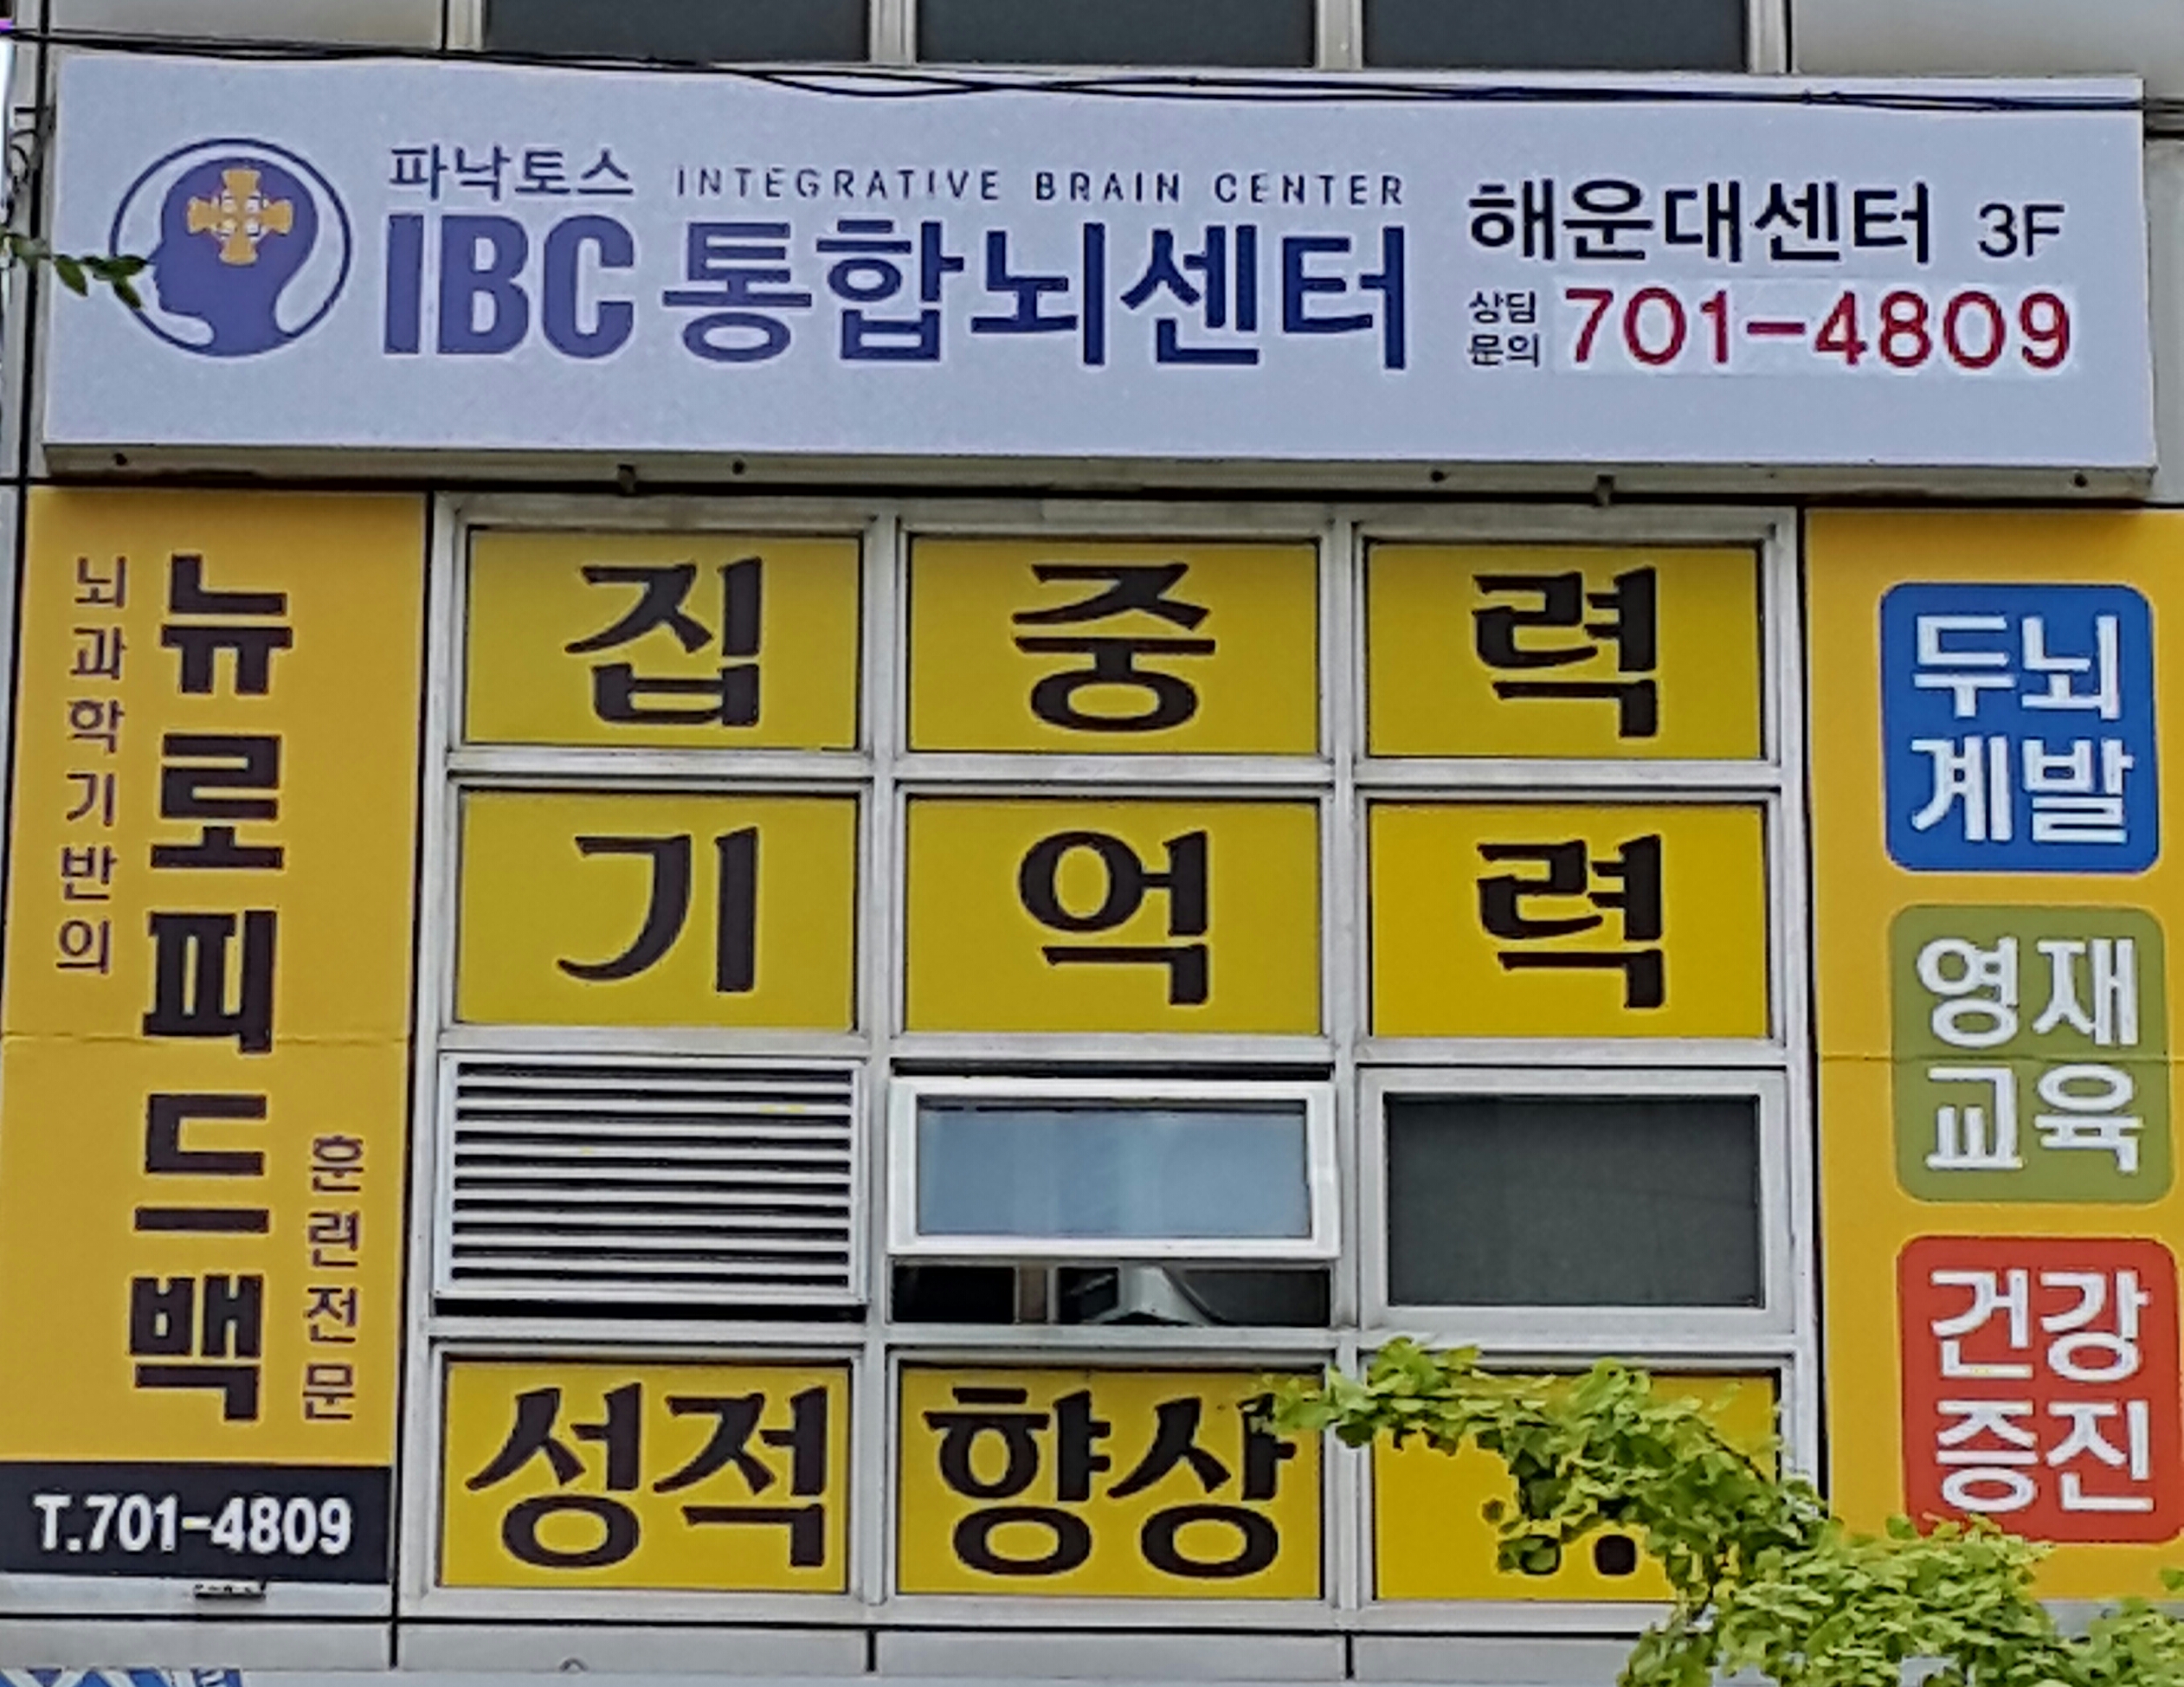 파낙토스 INTEGRATIVE BRAIN CENTER
IBC 통합뇌센터
해운대센터 3F
상담문의 701-4809
뇌과학기반의
뉴로피드백
훈련전문
T.701-4809
집중력
기억력
성적향상
두뇌
계발
영재
교육
건강
증진